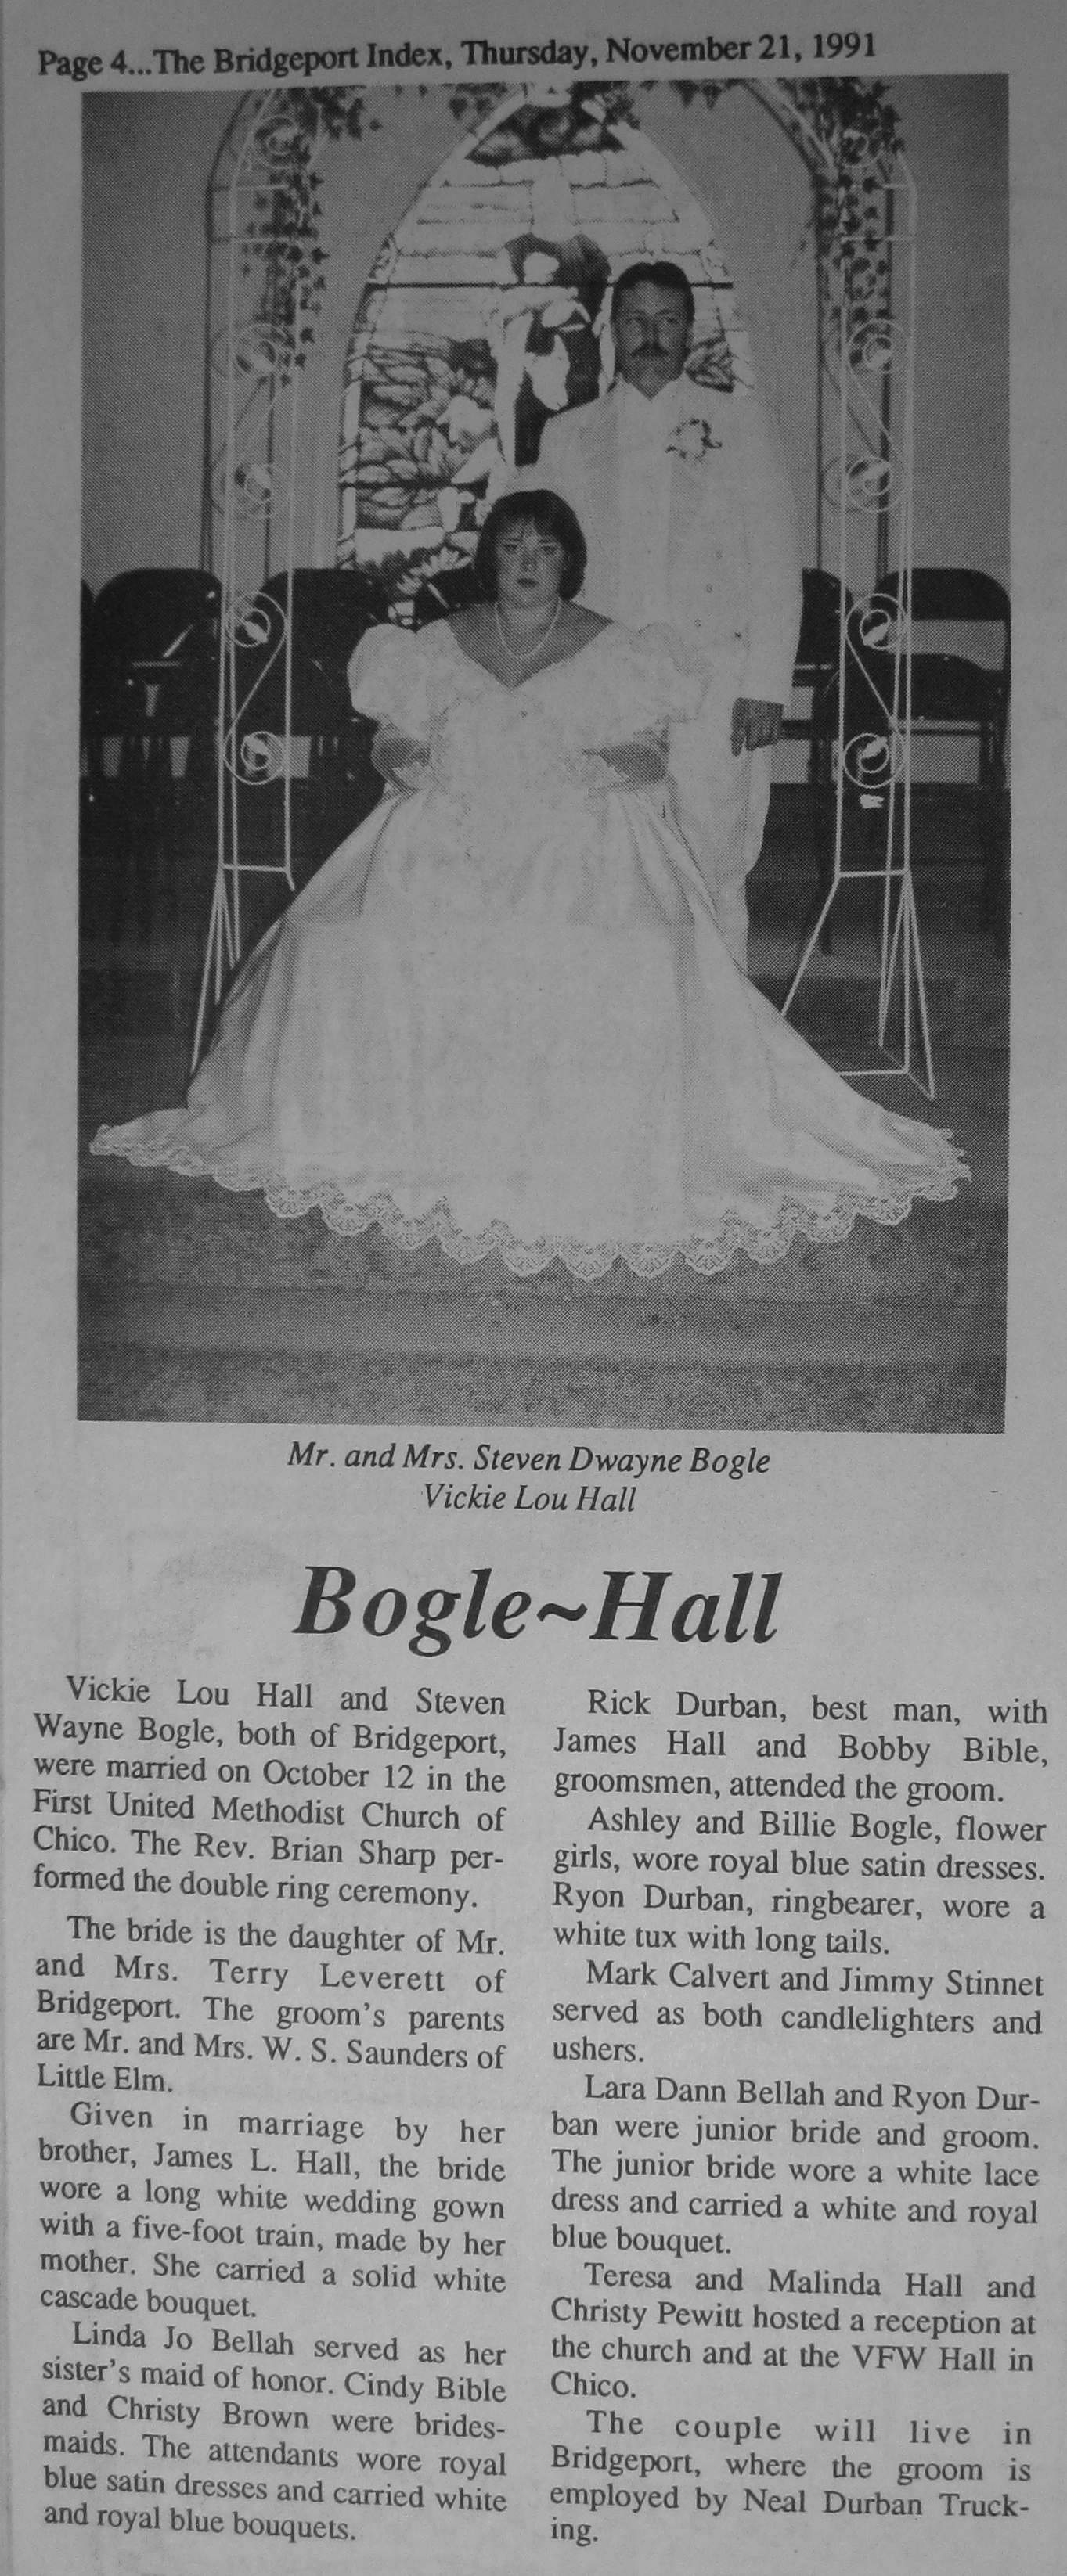 Page 4...The Bridgeport Index, Thursday, November 21, 1991
Mr. and Mrs. Steven Dwayne Bogle
Vickie Lou Hall
Bogle~Hall
Vickie Lou Hall and Steven
Wayne Bogle, both of Bridgeport,
were married on October 12 in the
First United Methodist Church of
Chico. The Rev. Brian Sharp per-
formed the double ring ceremony.
The bride is the daughter of Mr.
and Mrs. Terry Leverett of
Bridgeport. The groom's parents
are Mr. and Mrs. W. S. Saunders of
Little Elm.
Given in marriage by her
brother, James L. Hall, the bride
wore a long white wedding gown
with a five-foot train, made by her
mother. She carried a solid white
cascade bouquet.
Linda Jo Bellah served as her
sister's maid of honor. Cindy Bible
and Christy Brown were brides-
maids. The attendants wore royal
blue satin dresses and carried white
and royal blue bouquets.
Rick Durban, best man, with
James Hall and Bobby Bible,
groomsmen, attended the groom.
Ashley and Billie Bogle, flower
girls, wore royal blue satin dresses.
Ryon Durban, ringbearer, wore a
white tux with long tails.
Mark Calvert and Jimmy Stinnet
served as both candlelighters and
ushers.
Lara Dann Bellah and Ryon Dur-
ban were junior bride and groom.
The junior bride wore a white lace
dress and carried a white and royal
blue bouquet.
Teresa and Malinda Hall and
Christy Pewitt hosted a reception at
the church and at the VFW Hall in
Chico.
The couple will live in
Bridgeport, where the groom is
employed by Neal Durban Truck-
ing.